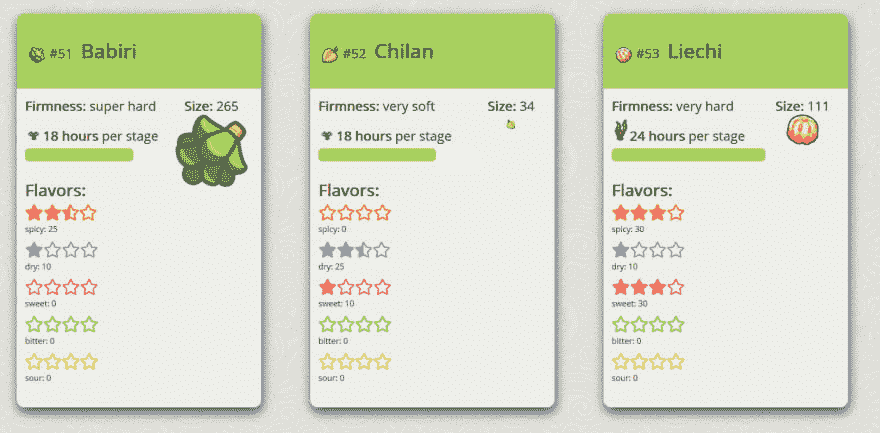 #51 Babiri
Firmness: super hard Size: 265
18 hours per stage
Flavors:
spicy: 25
dry: 10
sweet: 0
bitter: 0
sour: 0
#52 Chilan
Firmness: very soft Size: 34
18 hours per stage
Flavors:
spicy: 0
dry: 25
sweet: 10
bitter: 0
sour: 0
#53 Liechi
Firmness: very hard Size: 111
24 hours per stage
Flavors:
spicy: 30
dry: 10
sweet: 30
bitter: 0
sour: 0